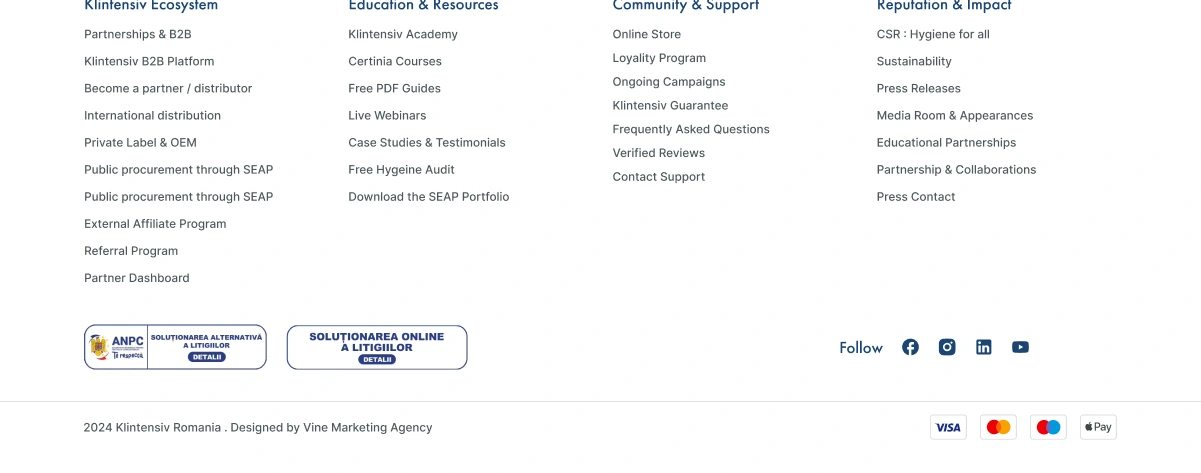 Klintensiv Ecosystem
Partnerships & B2B
Klintensiv B2B Platform
Become a partner / distributor
International distribution
Private Label & OEM
Public procurement through SEAP
Public procurement through SEAP
External Affiliate Program
Referral Program
Partner Dashboard
Education & Resources
Klintensiv Academy
Certinia Courses
Free PDF Guides
Live Webinars
Case Studies & Testimonials
Free Hygeine Audit
Download the SEAP Portfolio
Community & Support
Online Store
Loyality Program
Ongoing Campaigns
Klintensiv Guarantee
Frequently Asked Questions
Verified Reviews
Contact Support
Reputation & Impact
CSR : Hygiene for all
Sustainability
Press Releases
Media Room & Appearances
Educational Partnerships
Partnership & Collaborations
Press Contact
ANPC
Te respectă
SOLUȚIONAREA ALTERNATIVĂ
A LITIGIILOR
DETALII
SOLUȚIONAREA ONLINE
A LITIGIILOR
DETALII
Follow
2024 Klintensiv Romania . Designed by Vine Marketing Agency
VISA
Pay